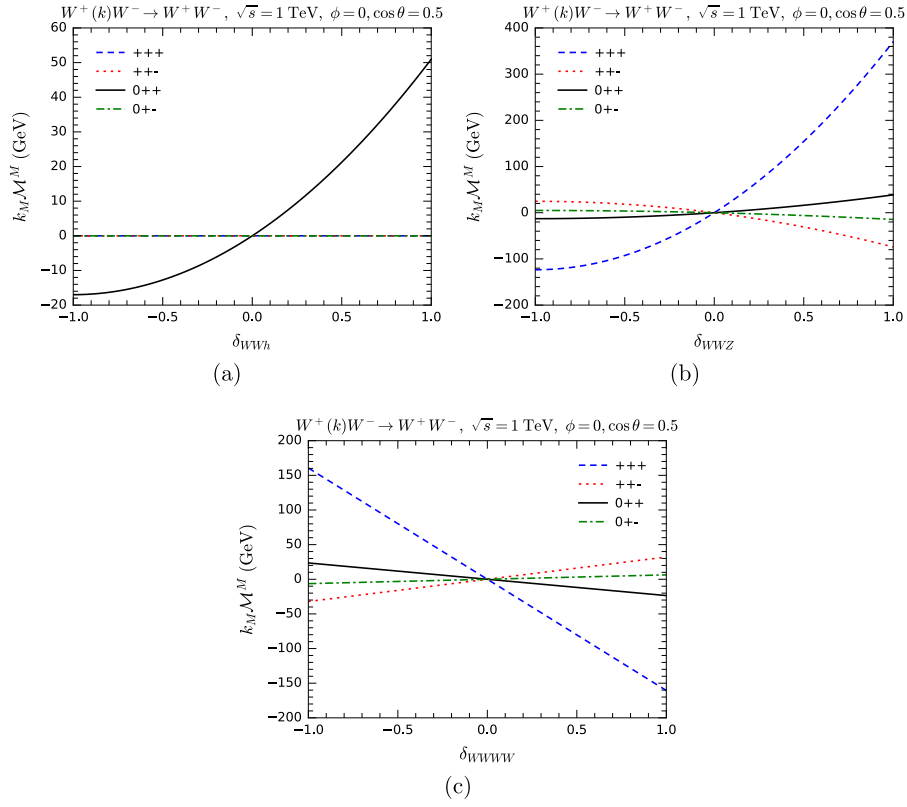 W⁺(k)W⁻ → W⁺W⁻, √s = 1 TeV, ϕ = 0, cos θ = 0.5
60
50
40
30
20
10
0
−10
−20
k_M ℳ^M (GeV)
+++
++-
0++
0+-
−1.0 −0.5 0.0 0.5 1.0
δ_WWh
(a)
W⁺(k)W⁻ → W⁺W⁻, √s = 1 TeV, ϕ = 0, cos θ = 0.5
400
300
200
100
0
−100
−200
k_M ℳ^M (GeV)
+++
++-
0++
0+-
−1.0 −0.5 0.0 0.5 1.0
δ_WWZ
(b)
W⁺(k)W⁻ → W⁺W⁻, √s = 1 TeV, ϕ = 0, cos θ = 0.5
200
150
100
50
0
−50
−100
−150
−200
k_M ℳ^M (GeV)
+++
++-
0++
0+-
−1.0 −0.5 0.0 0.5 1.0
δ_WWWW
(c)